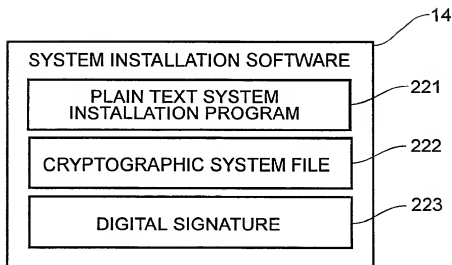 14
SYSTEM INSTALLATION SOFTWARE
PLAIN TEXT SYSTEM
INSTALLATION PROGRAM
221
CRYPTOGRAPHIC SYSTEM FILE
222
DIGITAL SIGNATURE
223